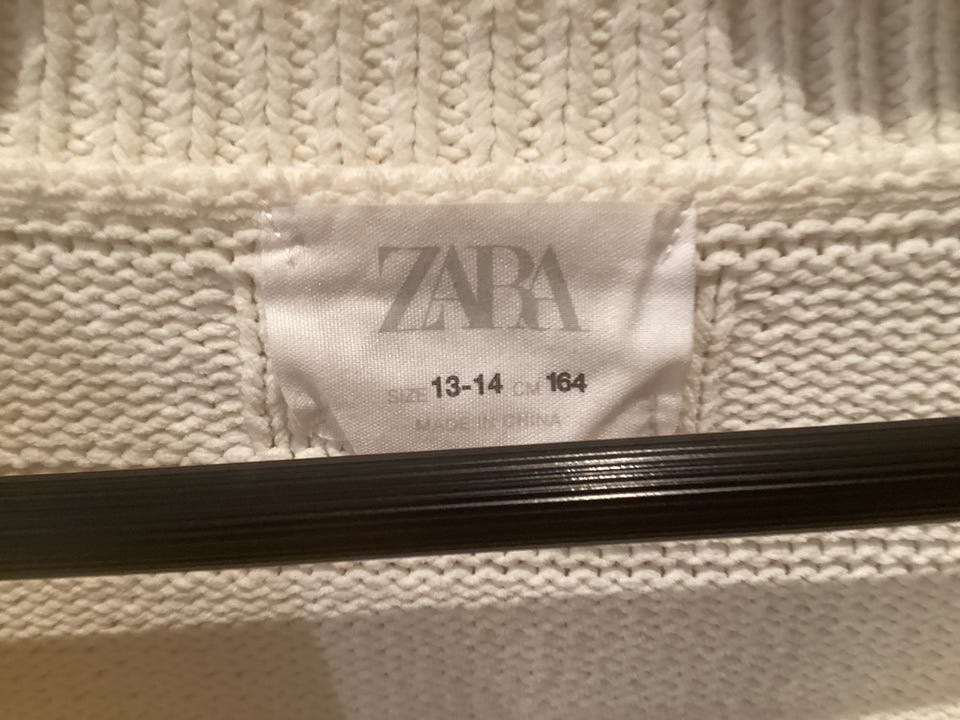 ZARA
SIZE 13-14 CM 164
MADE IN CHINA